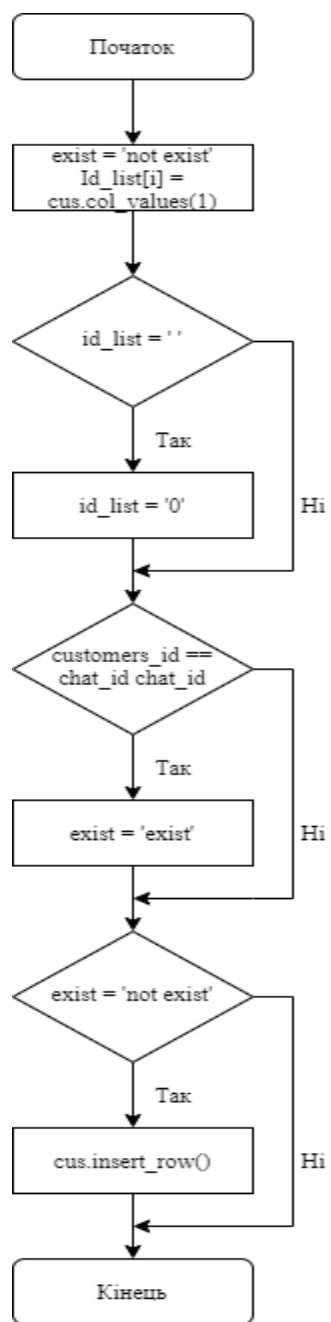 Початок
exist = 'not exist'
Id_list[i] =
cus.col_values(1)
id_list = ' '
Так
id_list = '0'
Ні
customers_id ==
chat_id chat_id
Так
exist = 'exist'
Ні
exist = 'not exist'
Так
cus.insert_row()
Ні
Кінець